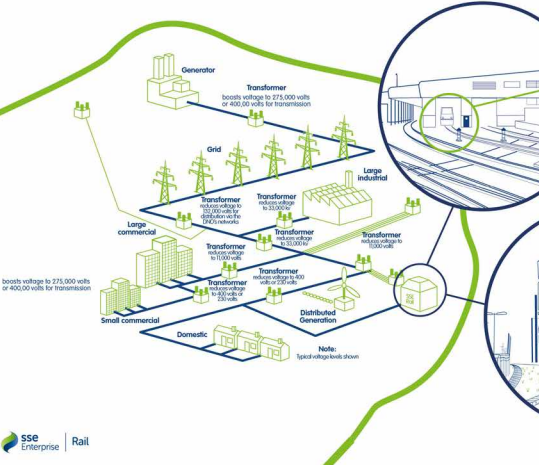 Generator
Transformer
boosts voltage to 275,000 volts
or 400,00 volts for transmission
Grid
Large
industrial
Transformer
reduces voltage to
132,000 volts for
distribution via the
DNO'S networks
Transformer
reduces voltage
to 33,000kv
Large
commercial
Transformer
reduces voltage
to 33,000kv
Transformer
reduces voltage to
11,000 volts
Transformer
reduces voltage
to 11,000 volts
boosts voltage to 275,000 volts
or 400,00 volts for transmission
Transformer
reduces voltage
to 400 volts or
230 volts
Transformer
reduces voltage to 400
volts or 230 volts
SSE
Rail
Small commercial
Distributed
Generation
Domestic
Note:
Typical voltage levels shown
sse
Enterprise
Rail